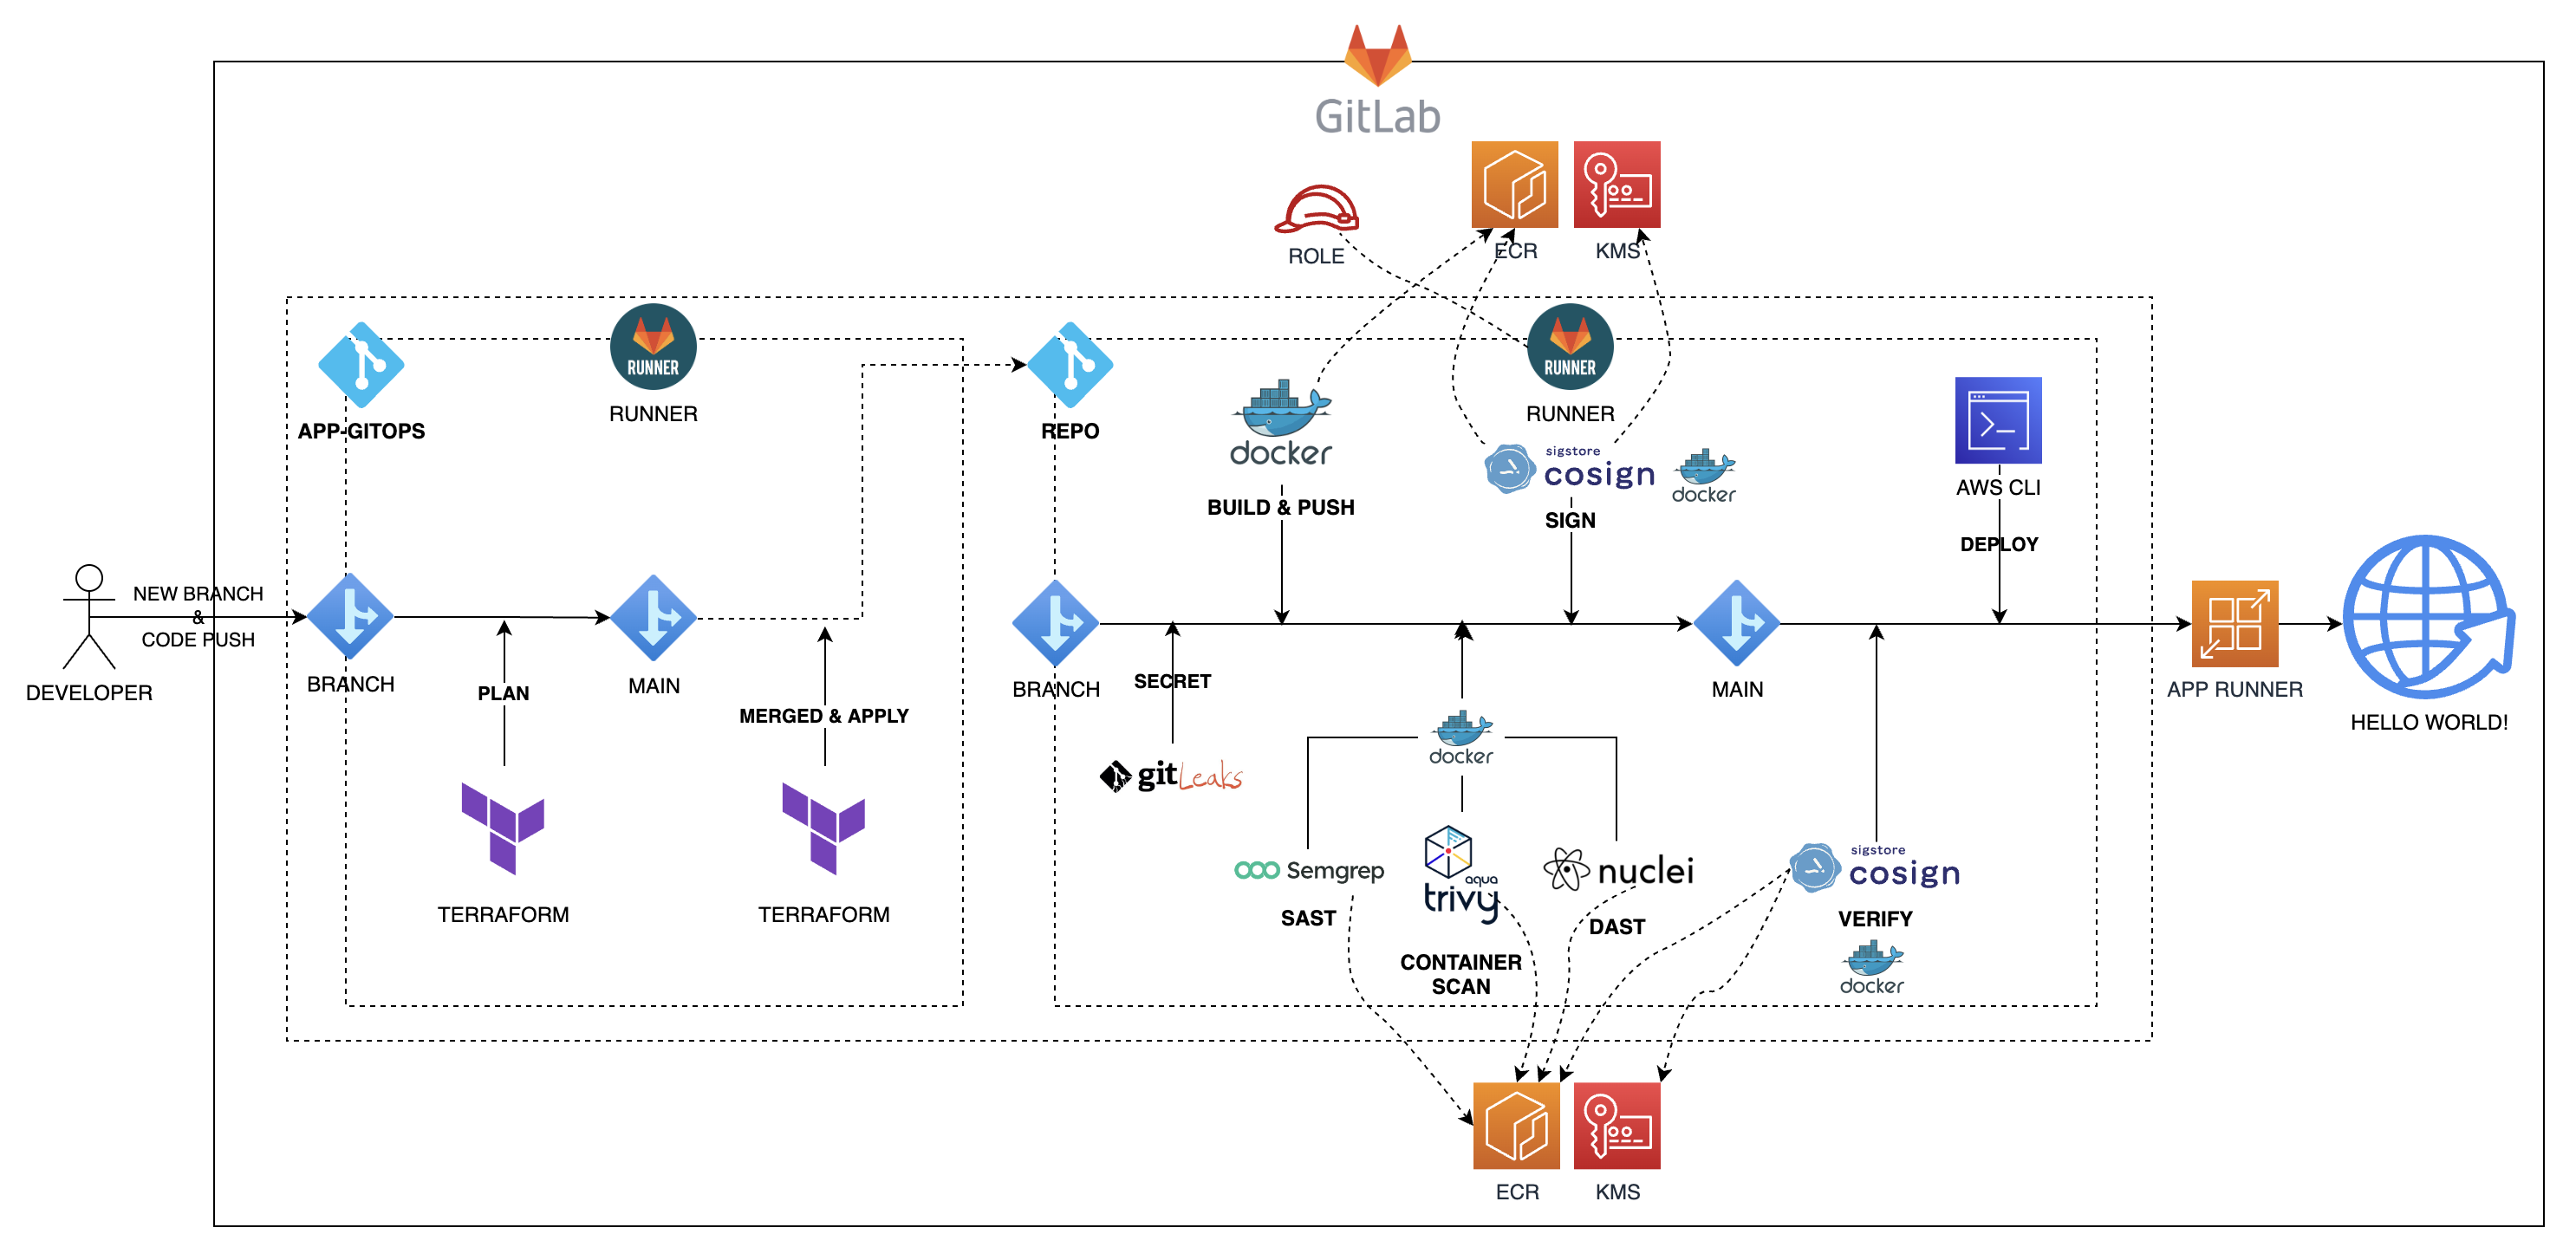 GitLab
ROLE
ECR
KMS
RUNNER
RUNNER
RUNNER
RUNNER
APP-GITOPS
REPO
docker
BUILD & PUSH
sigstore
cosign
docker
SIGN
AWS CLI
DEPLOY
NEW BRANCH
&
CODE PUSH
DEVELOPER
BRANCH
PLAN
MAIN
MERGED & APPLY
TERRAFORM
TERRAFORM
BRANCH
SECRET
gitLeaks
docker
MAIN
APP RUNNER
HELLO WORLD!
Semgrep
SAST
aqua
trivy
CONTAINER
SCAN
nuclei
DAST
sigstore
cosign
VERIFY
docker
ECR
KMS